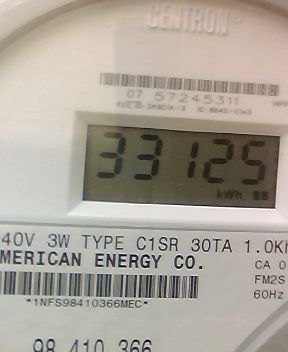 CENTRON®
07 57245311
33125
kWh
40V 3W TYPE C1SR 30TA 1.0K
MERICAN ENERGY CO.
CA 0
FM2S
60Hz
*1NFS98410366MEC*
98 410 366